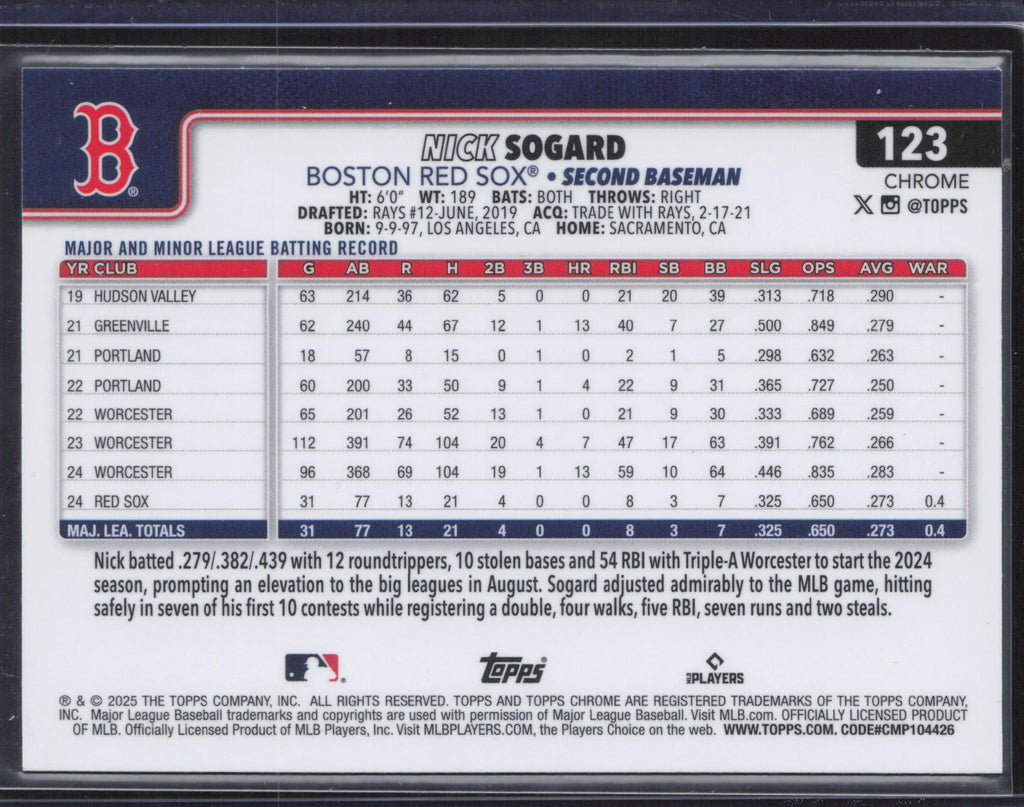 B®
123
NICK SOGARD
CHROME
BOSTON RED SOX® • SECOND BASEMAN
HT: 6'0" WT: 189 BATS: BOTH THROWS: RIGHT
X @TOPPS
DRAFTED: RAYS #12-JUNE, 2019 ACQ: TRADE WITH RAYS, 2-17-21
BORN: 9-9-97, LOS ANGELES, CA HOME: SACRAMENTO, CA
MAJOR AND MINOR LEAGUE BATTING RECORD
YR CLUB G AB R H 2B 3B HR RBI SB BB SLG OPS AVG WAR
19 HUDSON VALLEY 63 214 36 62 5 0 0 21 20 39 .313 .718 .290 -
21 GREENVILLE 62 240 44 67 12 1 13 40 7 27 .500 .849 .279 -
21 PORTLAND 18 57 8 15 0 1 0 2 1 5 .298 .632 .263 -
22 PORTLAND 60 200 33 50 9 1 4 22 9 31 .365 .727 .250 -
22 WORCESTER 65 201 26 52 13 1 0 21 9 30 .333 .689 .259 -
23 WORCESTER 112 391 74 104 20 4 7 47 17 63 .391 .762 .266 -
24 WORCESTER 96 368 69 104 19 1 13 59 10 64 .446 .835 .283 -
24 RED SOX 31 77 13 21 4 0 0 8 3 7 .325 .650 .273 0.4
MAJ. LEA. TOTALS 31 77 13 21 4 0 0 8 3 7 .325 .650 .273 0.4
Nick batted .279/.382/.439 with 12 roundtrippers, 10 stolen bases and 54 RBI with Triple-A Worcester to start the 2024
season, prompting an elevation to the big leagues in August. Sogard adjusted admirably to the MLB game, hitting
safely in seven of his first 10 contests while registering a double, four walks, five RBI, seven runs and two steals.
TOPPS®
MLB PLAYERS
® & © 2025 THE TOPPS COMPANY, INC. ALL RIGHTS RESERVED. TOPPS AND TOPPS CHROME ARE REGISTERED TRADEMARKS OF THE TOPPS COMPANY,
INC. Major League Baseball trademarks and copyrights are used with permission of Major League Baseball. Visit MLB.com. OFFICIALLY LICENSED PRODUCT
OF MLB. Officially Licensed Product of MLB Players, Inc. Visit MLBPLAYERS.COM, the Players Choice on the web. WWW.TOPPS.COM. CODE#CMP104426